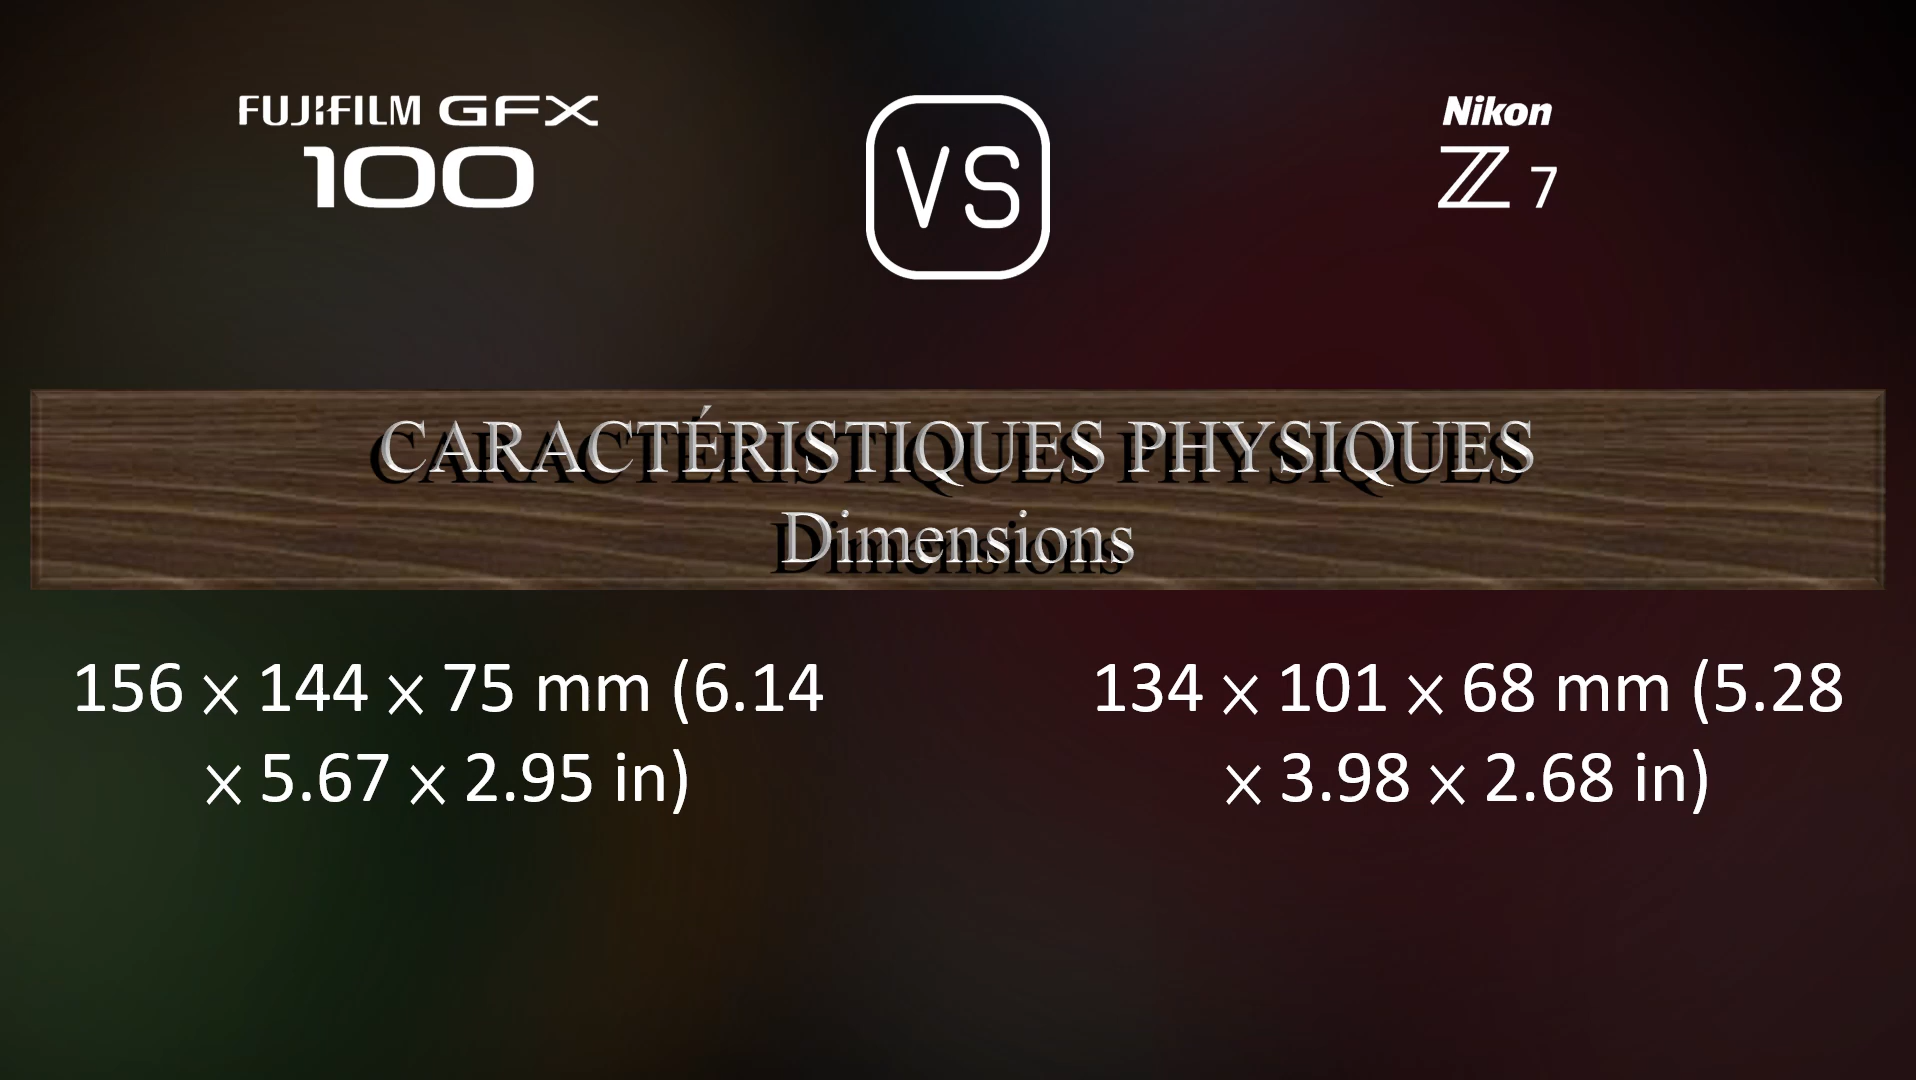 FUJIFILM GFX
100
VS
Nikon
Z 7
CARACTÉRISTIQUES PHYSIQUES
Dimensions
156 x 144 x 75 mm (6.14
x 5.67 x 2.95 in)
134 x 101 x 68 mm (5.28
x 3.98 x 2.68 in)